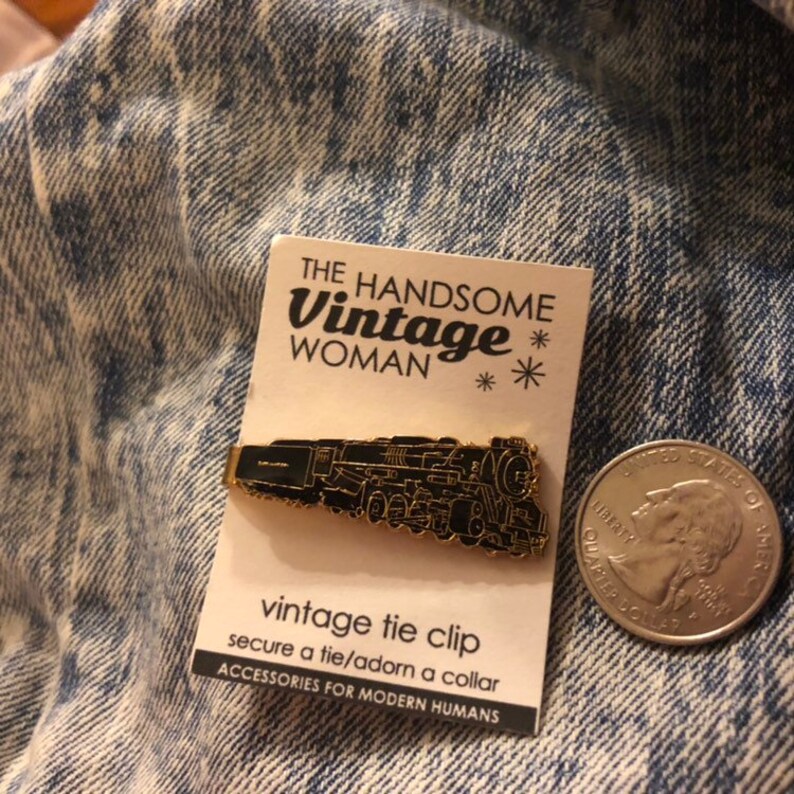 THE HANDSOME
Vintage
WOMAN
vintage tie clip
secure a tie/adorn a collar
ACCESSORIES FOR MODERN HUMANS
UNITED STATES OF AMERICA
LIBERTY
QUARTER DOLLAR